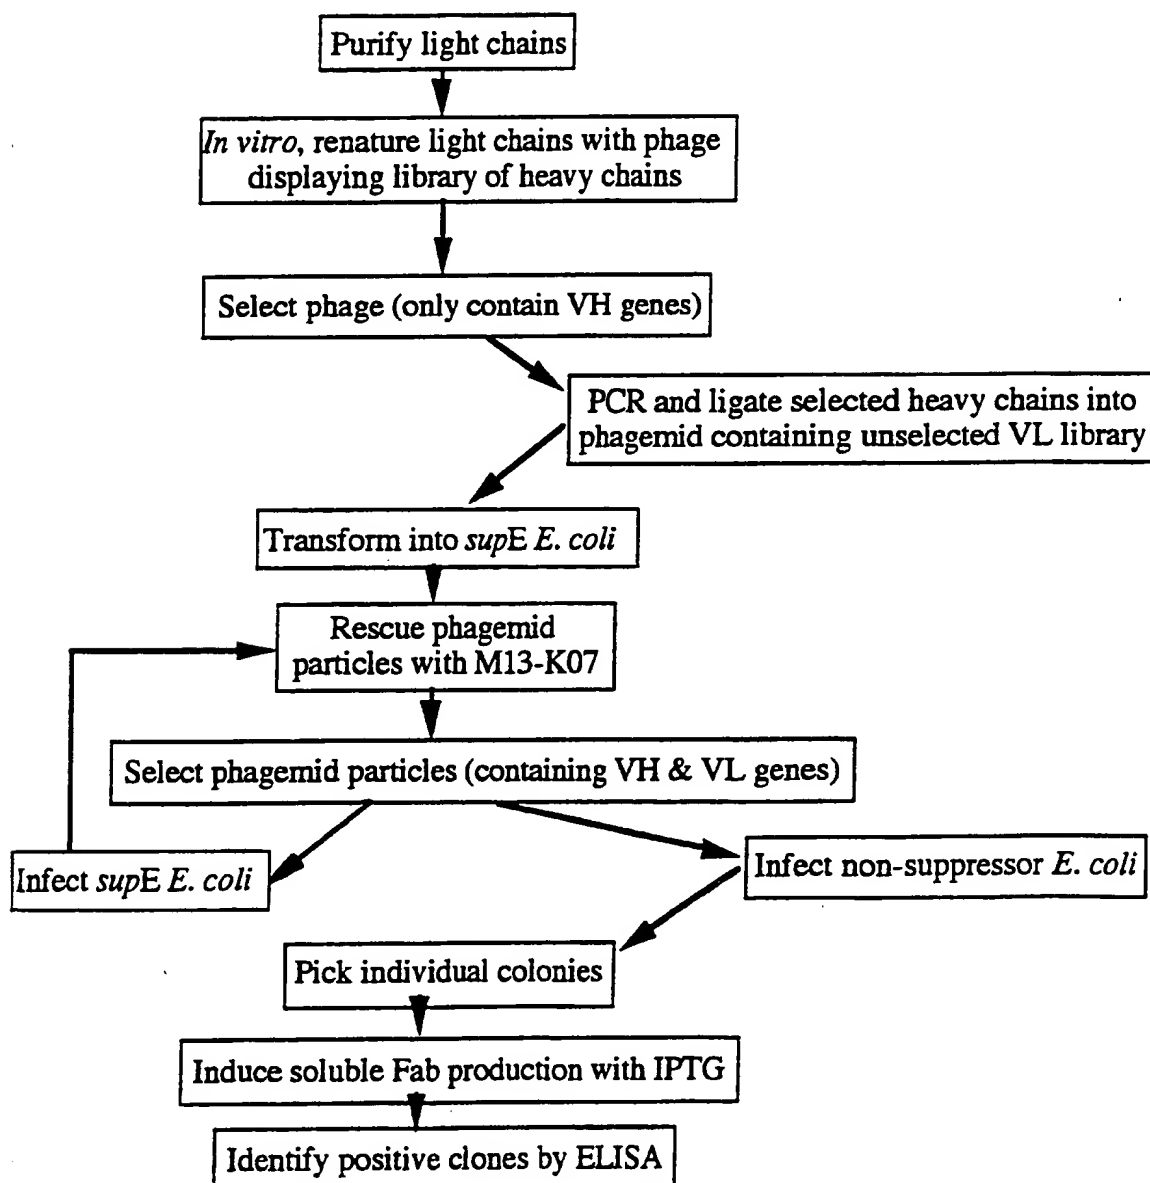 Purify light chains
In vitro, renature light chains with phage
displaying library of heavy chains
Select phage (only contain VH genes)
PCR and ligate selected heavy chains into
phagemid containing unselected VL library
Transform into supE E. coli
Rescue phagemid
particles with M13-K07
Select phagemid particles (containing VH & VL genes)
Infect supE E. coli
Infect non-suppressor E. coli
Pick individual colonies
Induce soluble Fab production with IPTG
Identify positive clones by ELISA